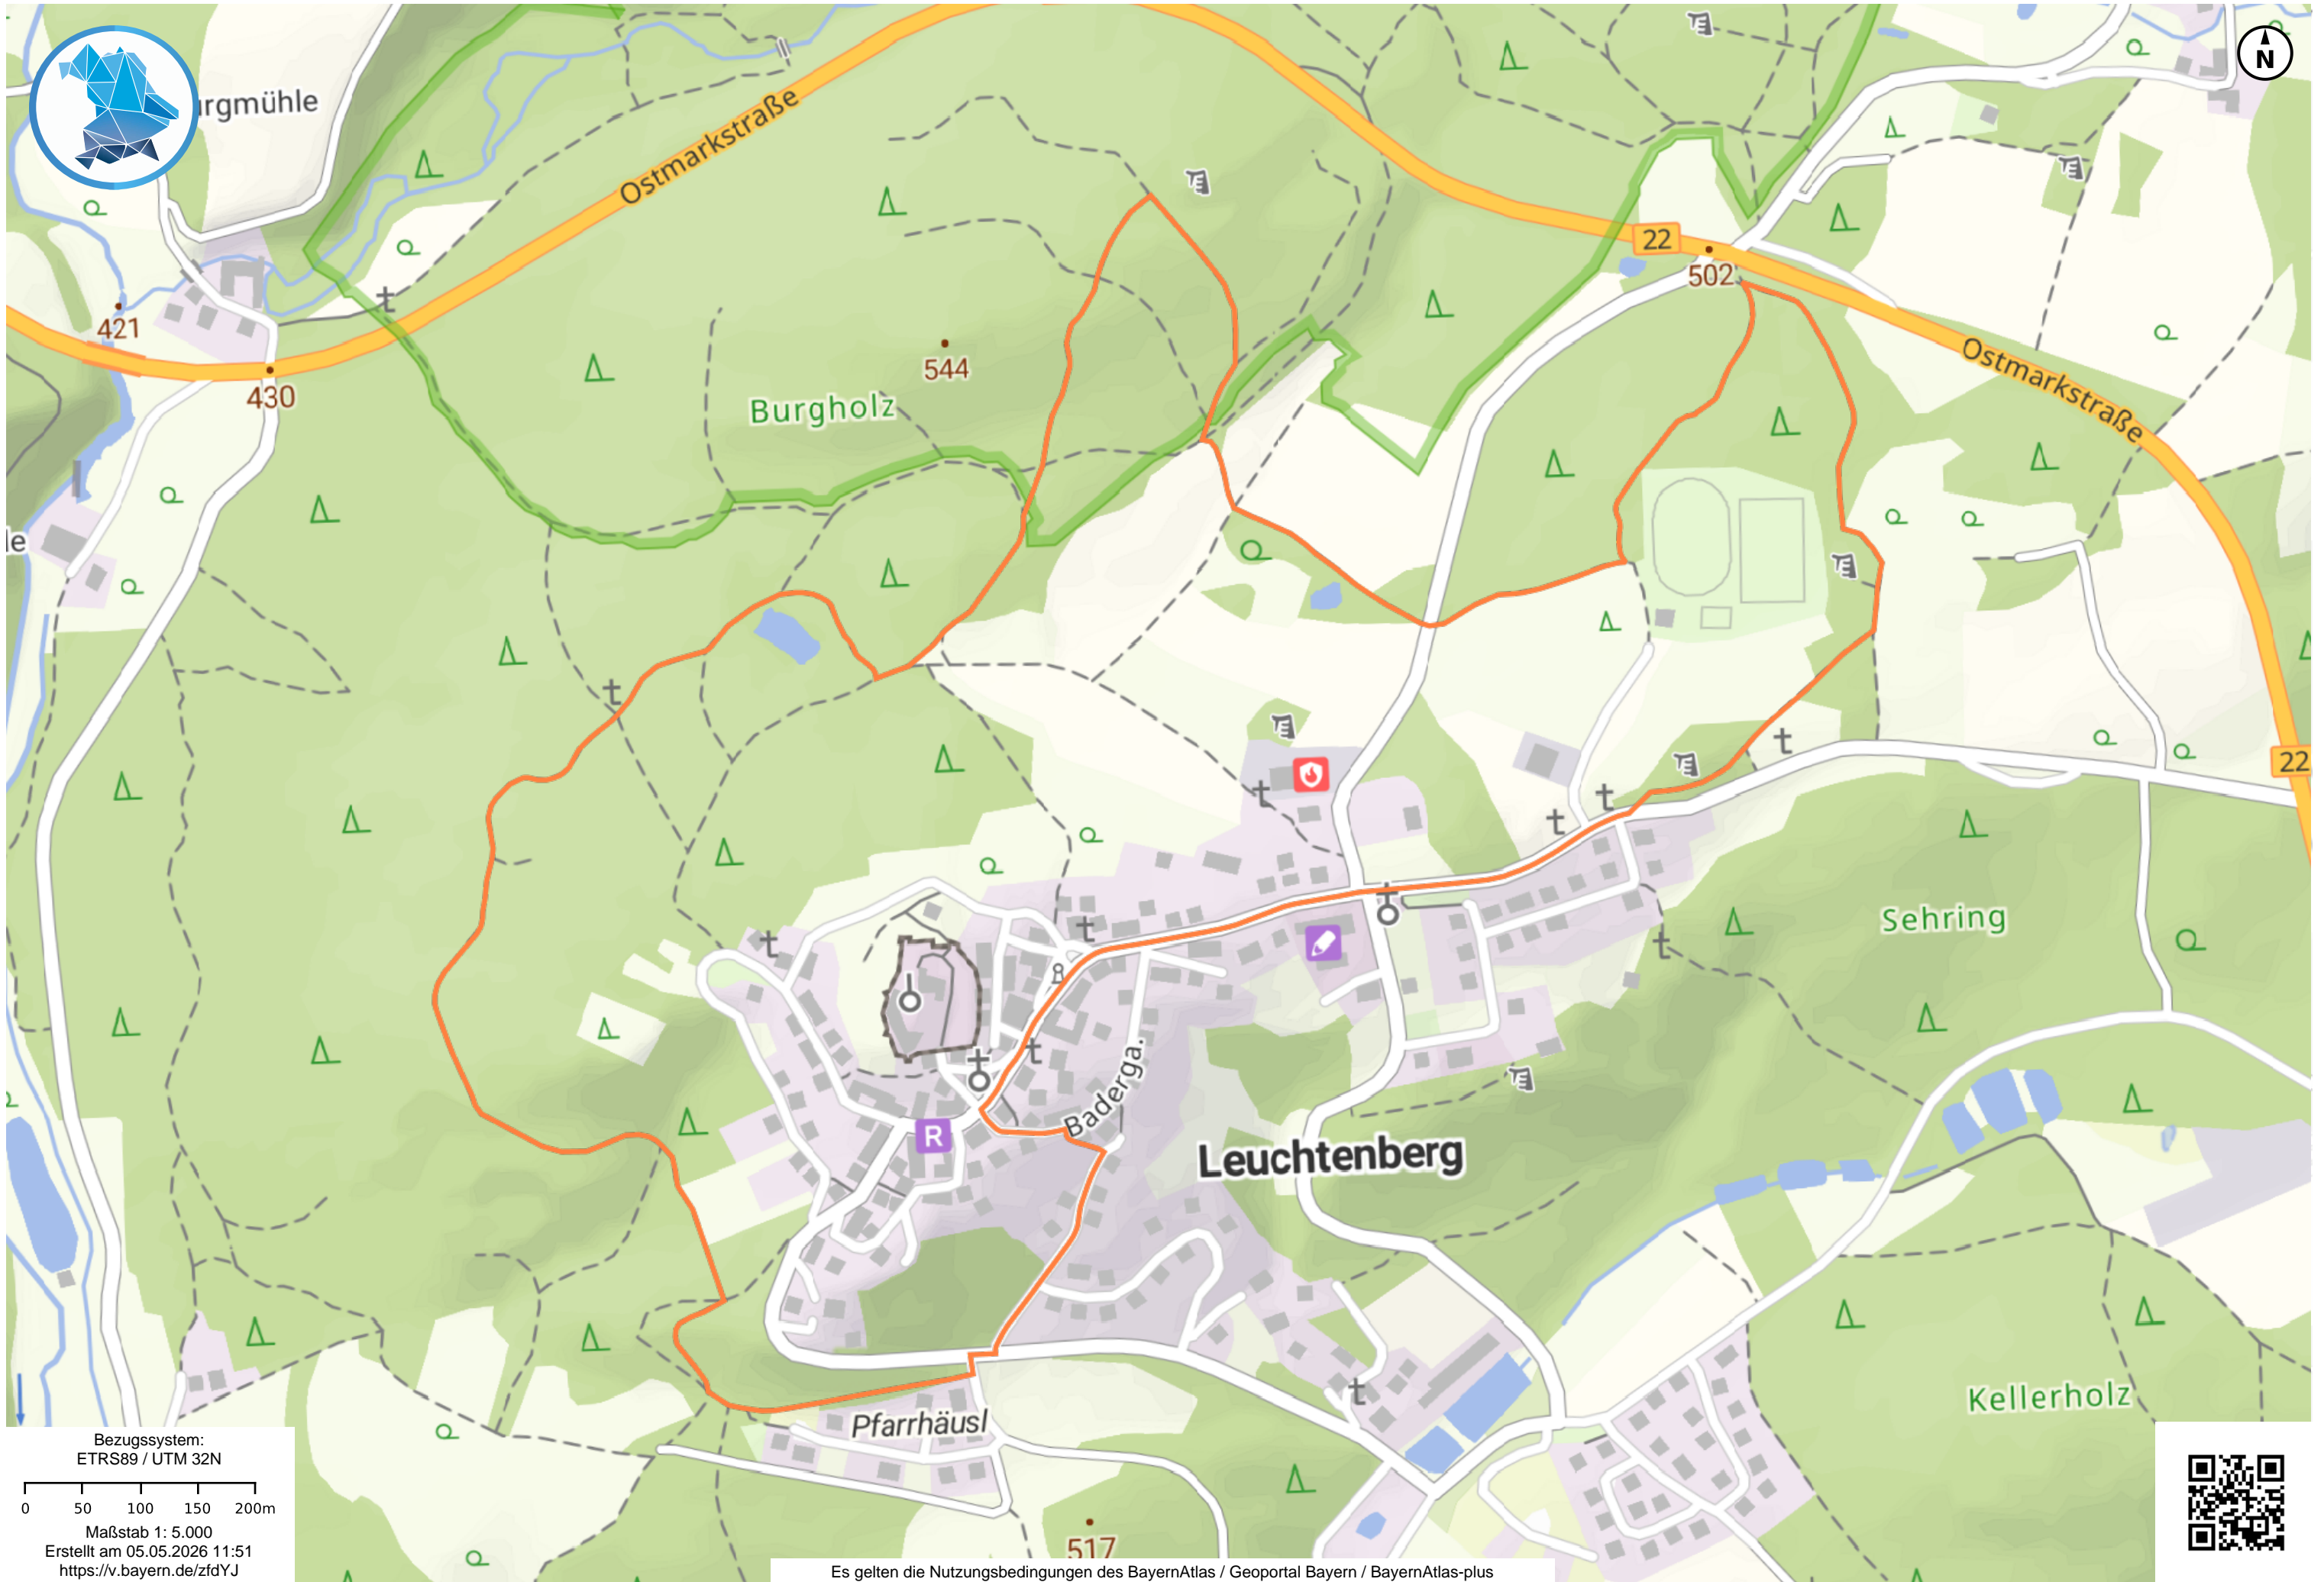 N
Ostmarkstraße
22
502
421
430
544
Burgholz
Ostmarkstraße
le
22
Sehring
Baderga.
R
Leuchtenberg
Kellerholz
Pfarrhäusl
517
Bezugssystem:
ETRS89 / UTM 32N
0 50 100 150 200m
Maßstab 1: 5.000
Erstellt am 05.05.2026 11:51
https://v.bayern.de/zfdYJ
Es gelten die Nutzungsbedingungen des BayernAtlas / Geoportal Bayern / BayernAtlas-plus